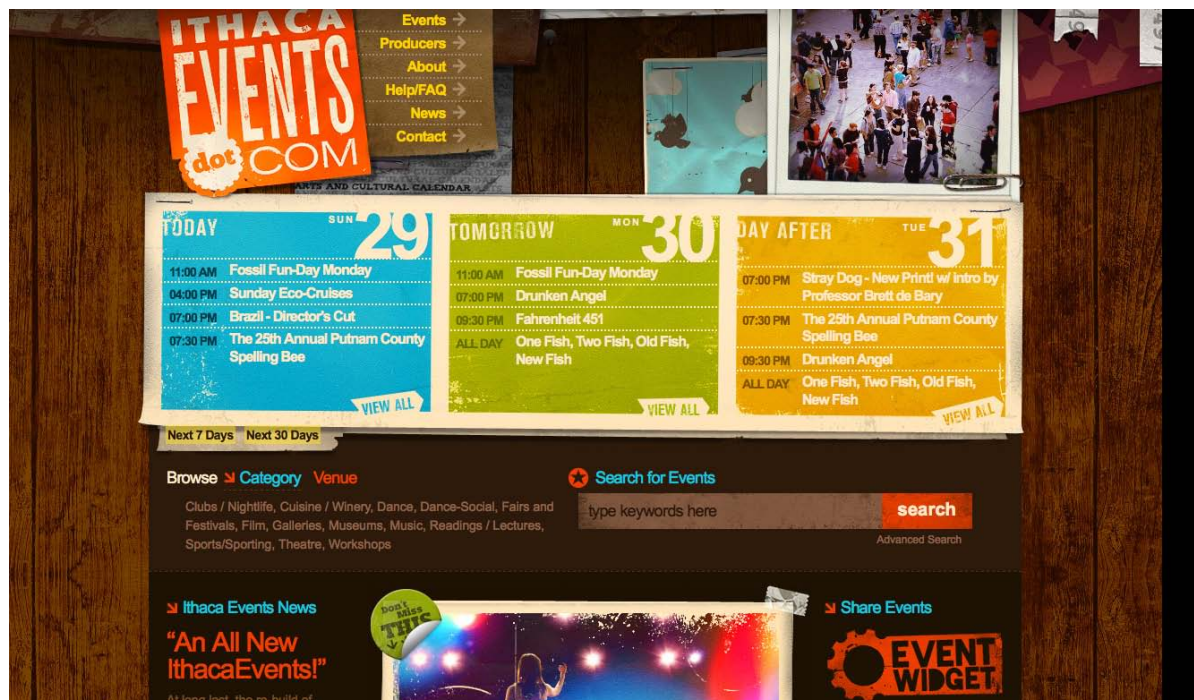 ITHACA
EVENTS
dot COM
Events
Producers
About
Help/FAQ
News
Contact
ARTS AND CULTURAL CALENDAR
TODAY
SUN 29
11:00 AM Fossil Fun-Day Monday
04:00 PM Sunday Eco-Cruises
07:00 PM Brazil - Director's Cut
07:30 PM The 25th Annual Putnam County
Spelling Bee
VIEW ALL
TOMORROW
MON 30
11:00 AM Fossil Fun-Day Monday
07:00 PM Drunken Angel
09:30 PM Fahrenheit 451
ALL DAY One Fish, Two Fish, Old Fish,
New Fish
VIEW ALL
DAY AFTER
TUE 31
07:00 PM Stray Dog - New Print! w/ intro by
Professor Brett de Bary
07:30 PM The 25th Annual Putnam County
Spelling Bee
09:30 PM Drunken Angel
ALL DAY One Fish, Two Fish, Old Fish,
New Fish
VIEW ALL
Next 7 Days Next 30 Days
Browse Category Venue
Clubs / Nightlife, Cuisine / Winery, Dance, Dance-Social, Fairs and
Festivals, Film, Galleries, Museums, Music, Readings / Lectures,
Sports/Sporting, Theatre, Workshops
Search for Events
type keywords here
search
Advanced Search
Ithaca Events News
“An All New
IthacaEvents!”
At long last, the re-build of
Don't
Miss
THIS
Share Events
EVENT
WIDGET